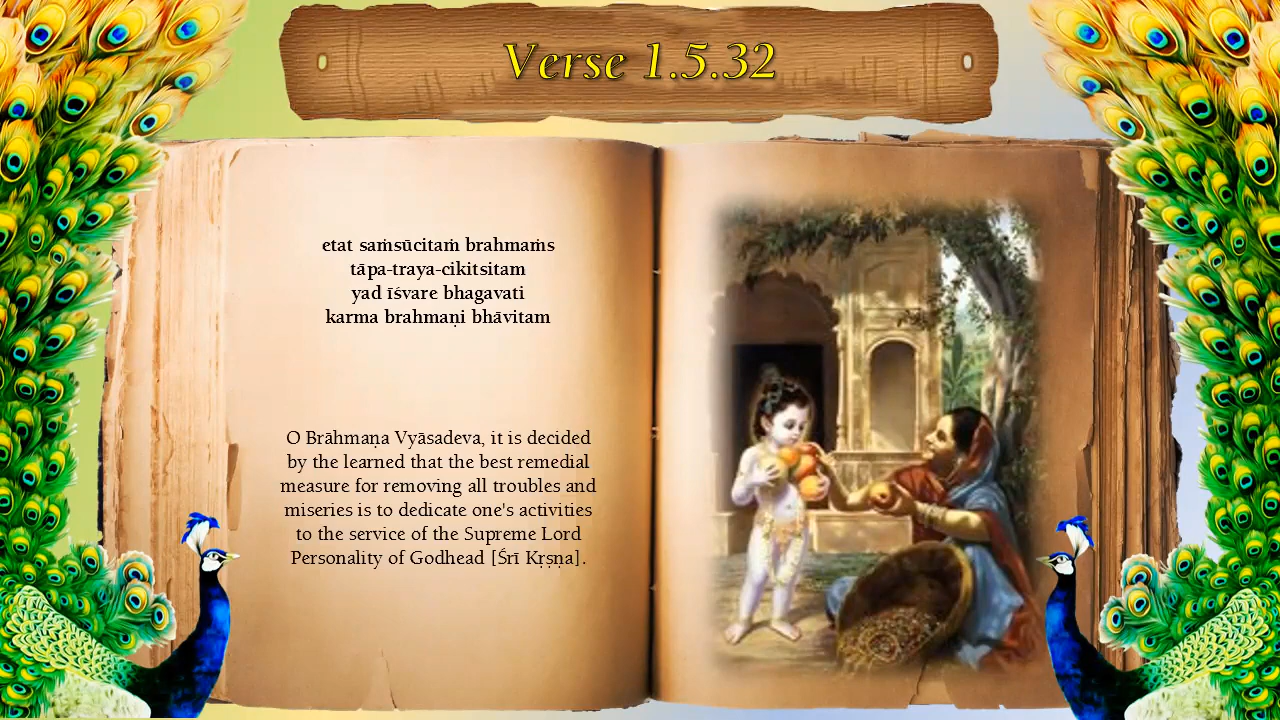 Verse 1.5.32
etat saṁsūcitaṁ brahmaṁs
tāpa-traya-cikitsitam
yad īśvare bhagavati
karma brahmaṇi bhāvitam
O Brāhmaṇa Vyāsadeva, it is decided
by the learned that the best remedial
measure for removing all troubles and
miseries is to dedicate one's activities
to the service of the Supreme Lord
Personality of Godhead [Śrī Kṛṣṇa].